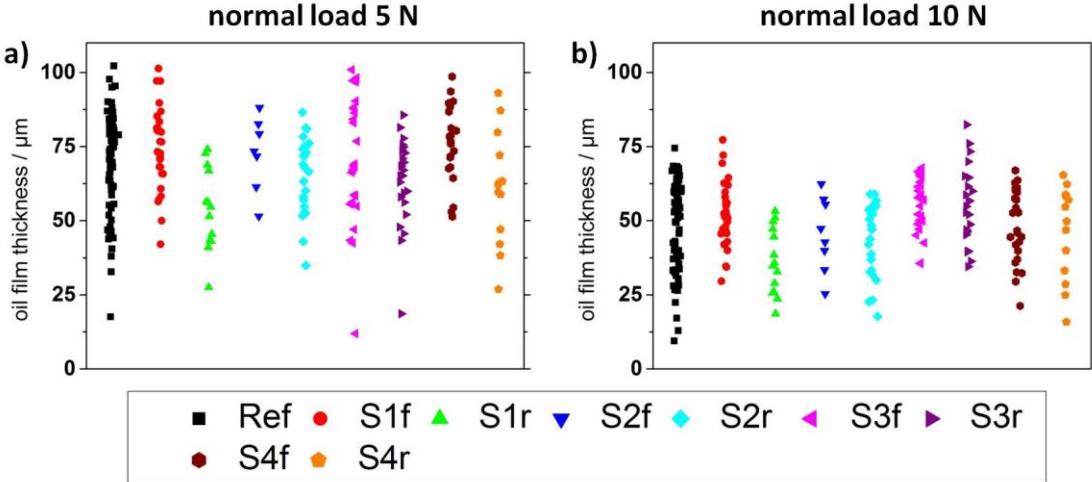 normal load 5 N
normal load 10 N
a)
b)
oil film thickness / µm
100
75
50
25
0
oil film thickness / µm
100
75
50
25
0
Ref S1f S1r S2f S2r S3f S3r
S4f S4r